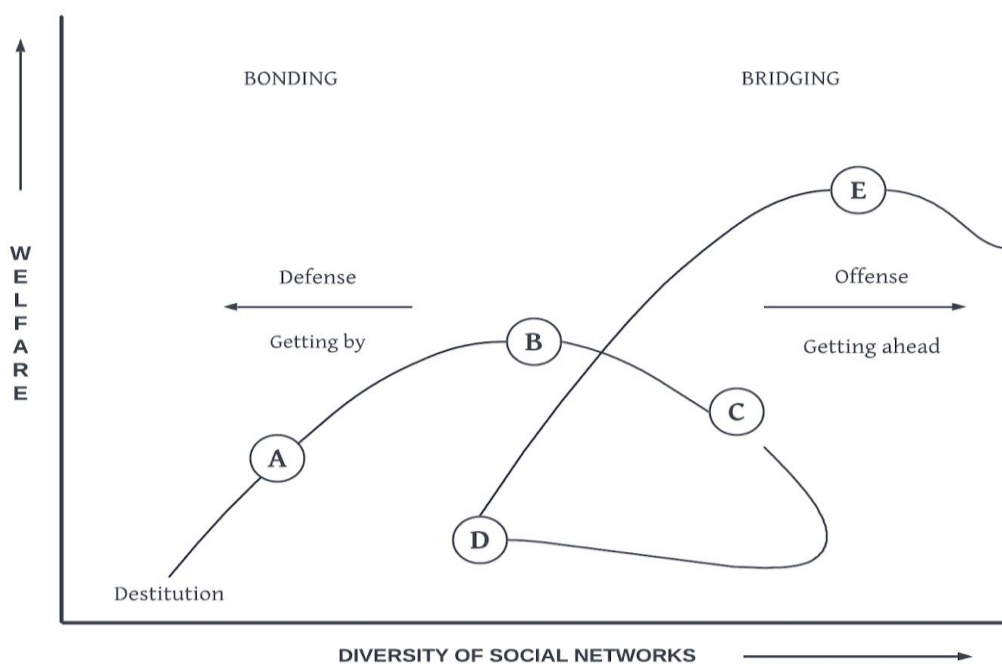 BONDING
BRIDGING
E
W
E
L
F
A
R
E
Defense
Offense
Getting by
B
Getting ahead
C
A
D
Destitution
DIVERSITY OF SOCIAL NETWORKS